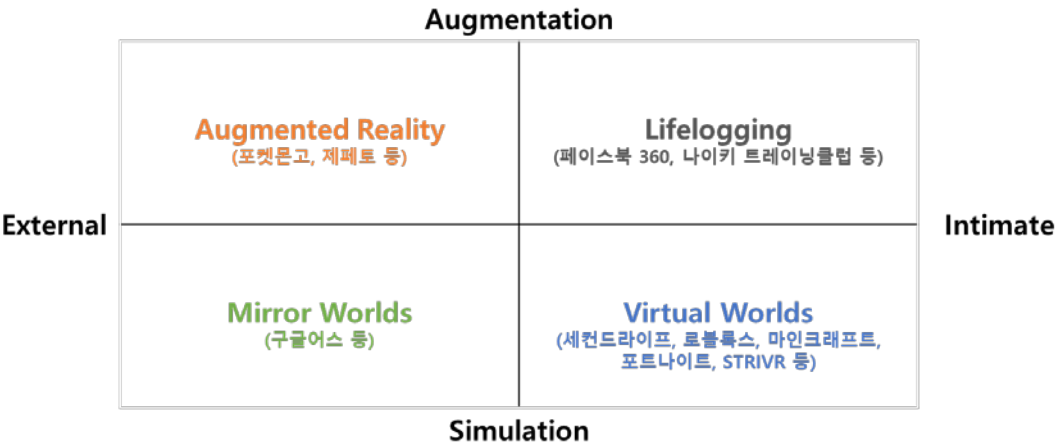 Augmentation
Augmented Reality
(포켓몬고, 제페토 등)
Lifelogging
(페이스북 360, 나이키 트레이닝클럽 등)
External
Intimate
Mirror Worlds
(구글어스 등)
Virtual Worlds
(세컨드라이프, 로블록스, 마인크래프트,
포트나이트, STRIVR 등)
Simulation